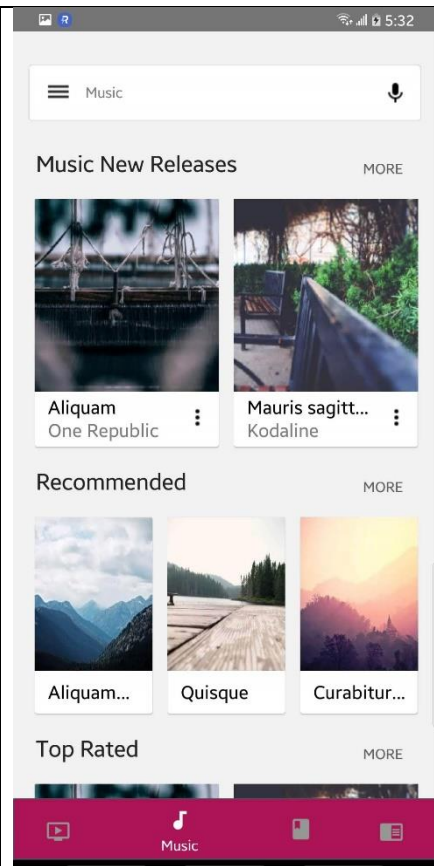 R 5:32
Music
Music New Releases MORE
Aliquam Mauris sagitt...
One Republic Kodaline
Recommended MORE
Aliquam... Quisque Curabitur...
Top Rated MORE
Music